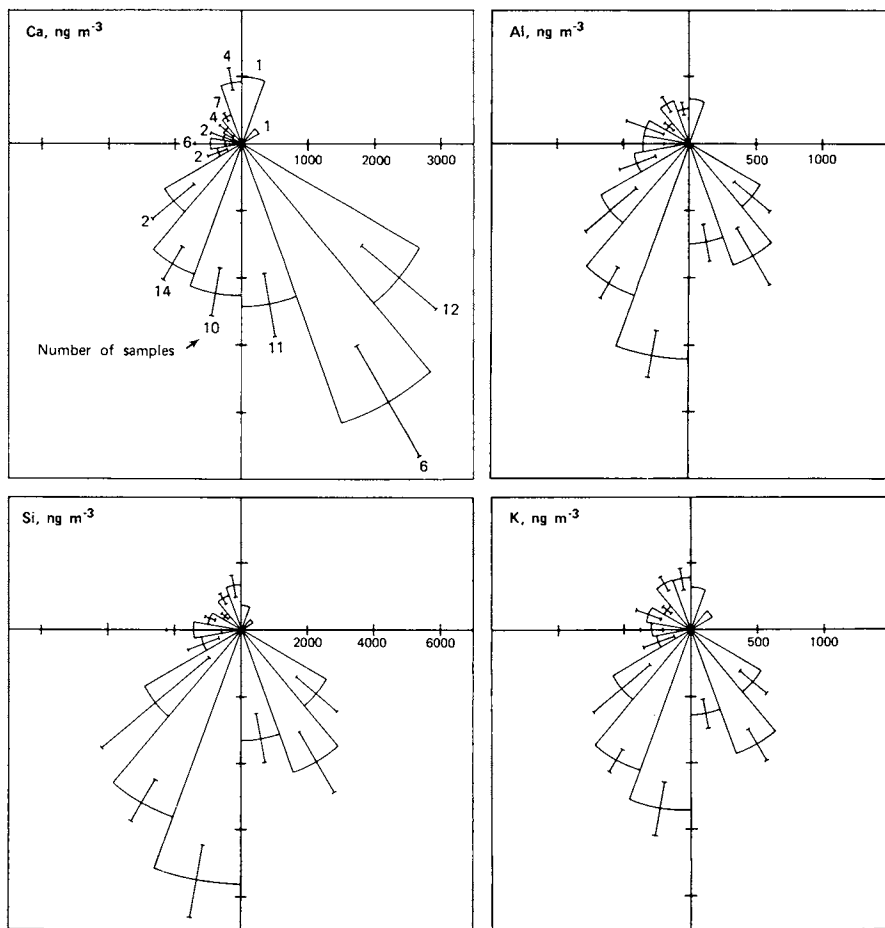 Ca, ng m⁻³
4
1
7
4
2
6
2
1
1000 2000 3000
2
14
10
11
12
6
Number of samples
Al, ng m⁻³
500 1000
Si, ng m⁻³
2000 4000 6000
K, ng m⁻³
500 1000